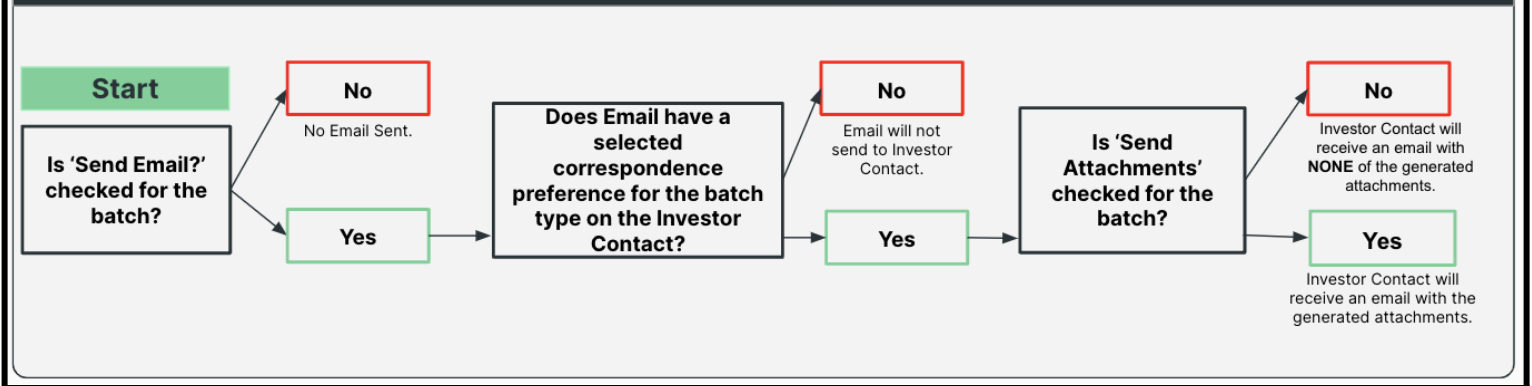 Start
Is ‘Send Email?’
checked for the
batch?
No
No Email Sent.
Yes
Does Email have a
selected
correspondence
preference for the batch
type on the Investor
Contact?
No
Email will not
send to Investor
Contact.
Yes
Is ‘Send
Attachments’
checked for the
batch?
No
Investor Contact will
receive an email with
NONE of the generated
attachments.
Yes
Investor Contact will
receive an email with the
generated attachments.